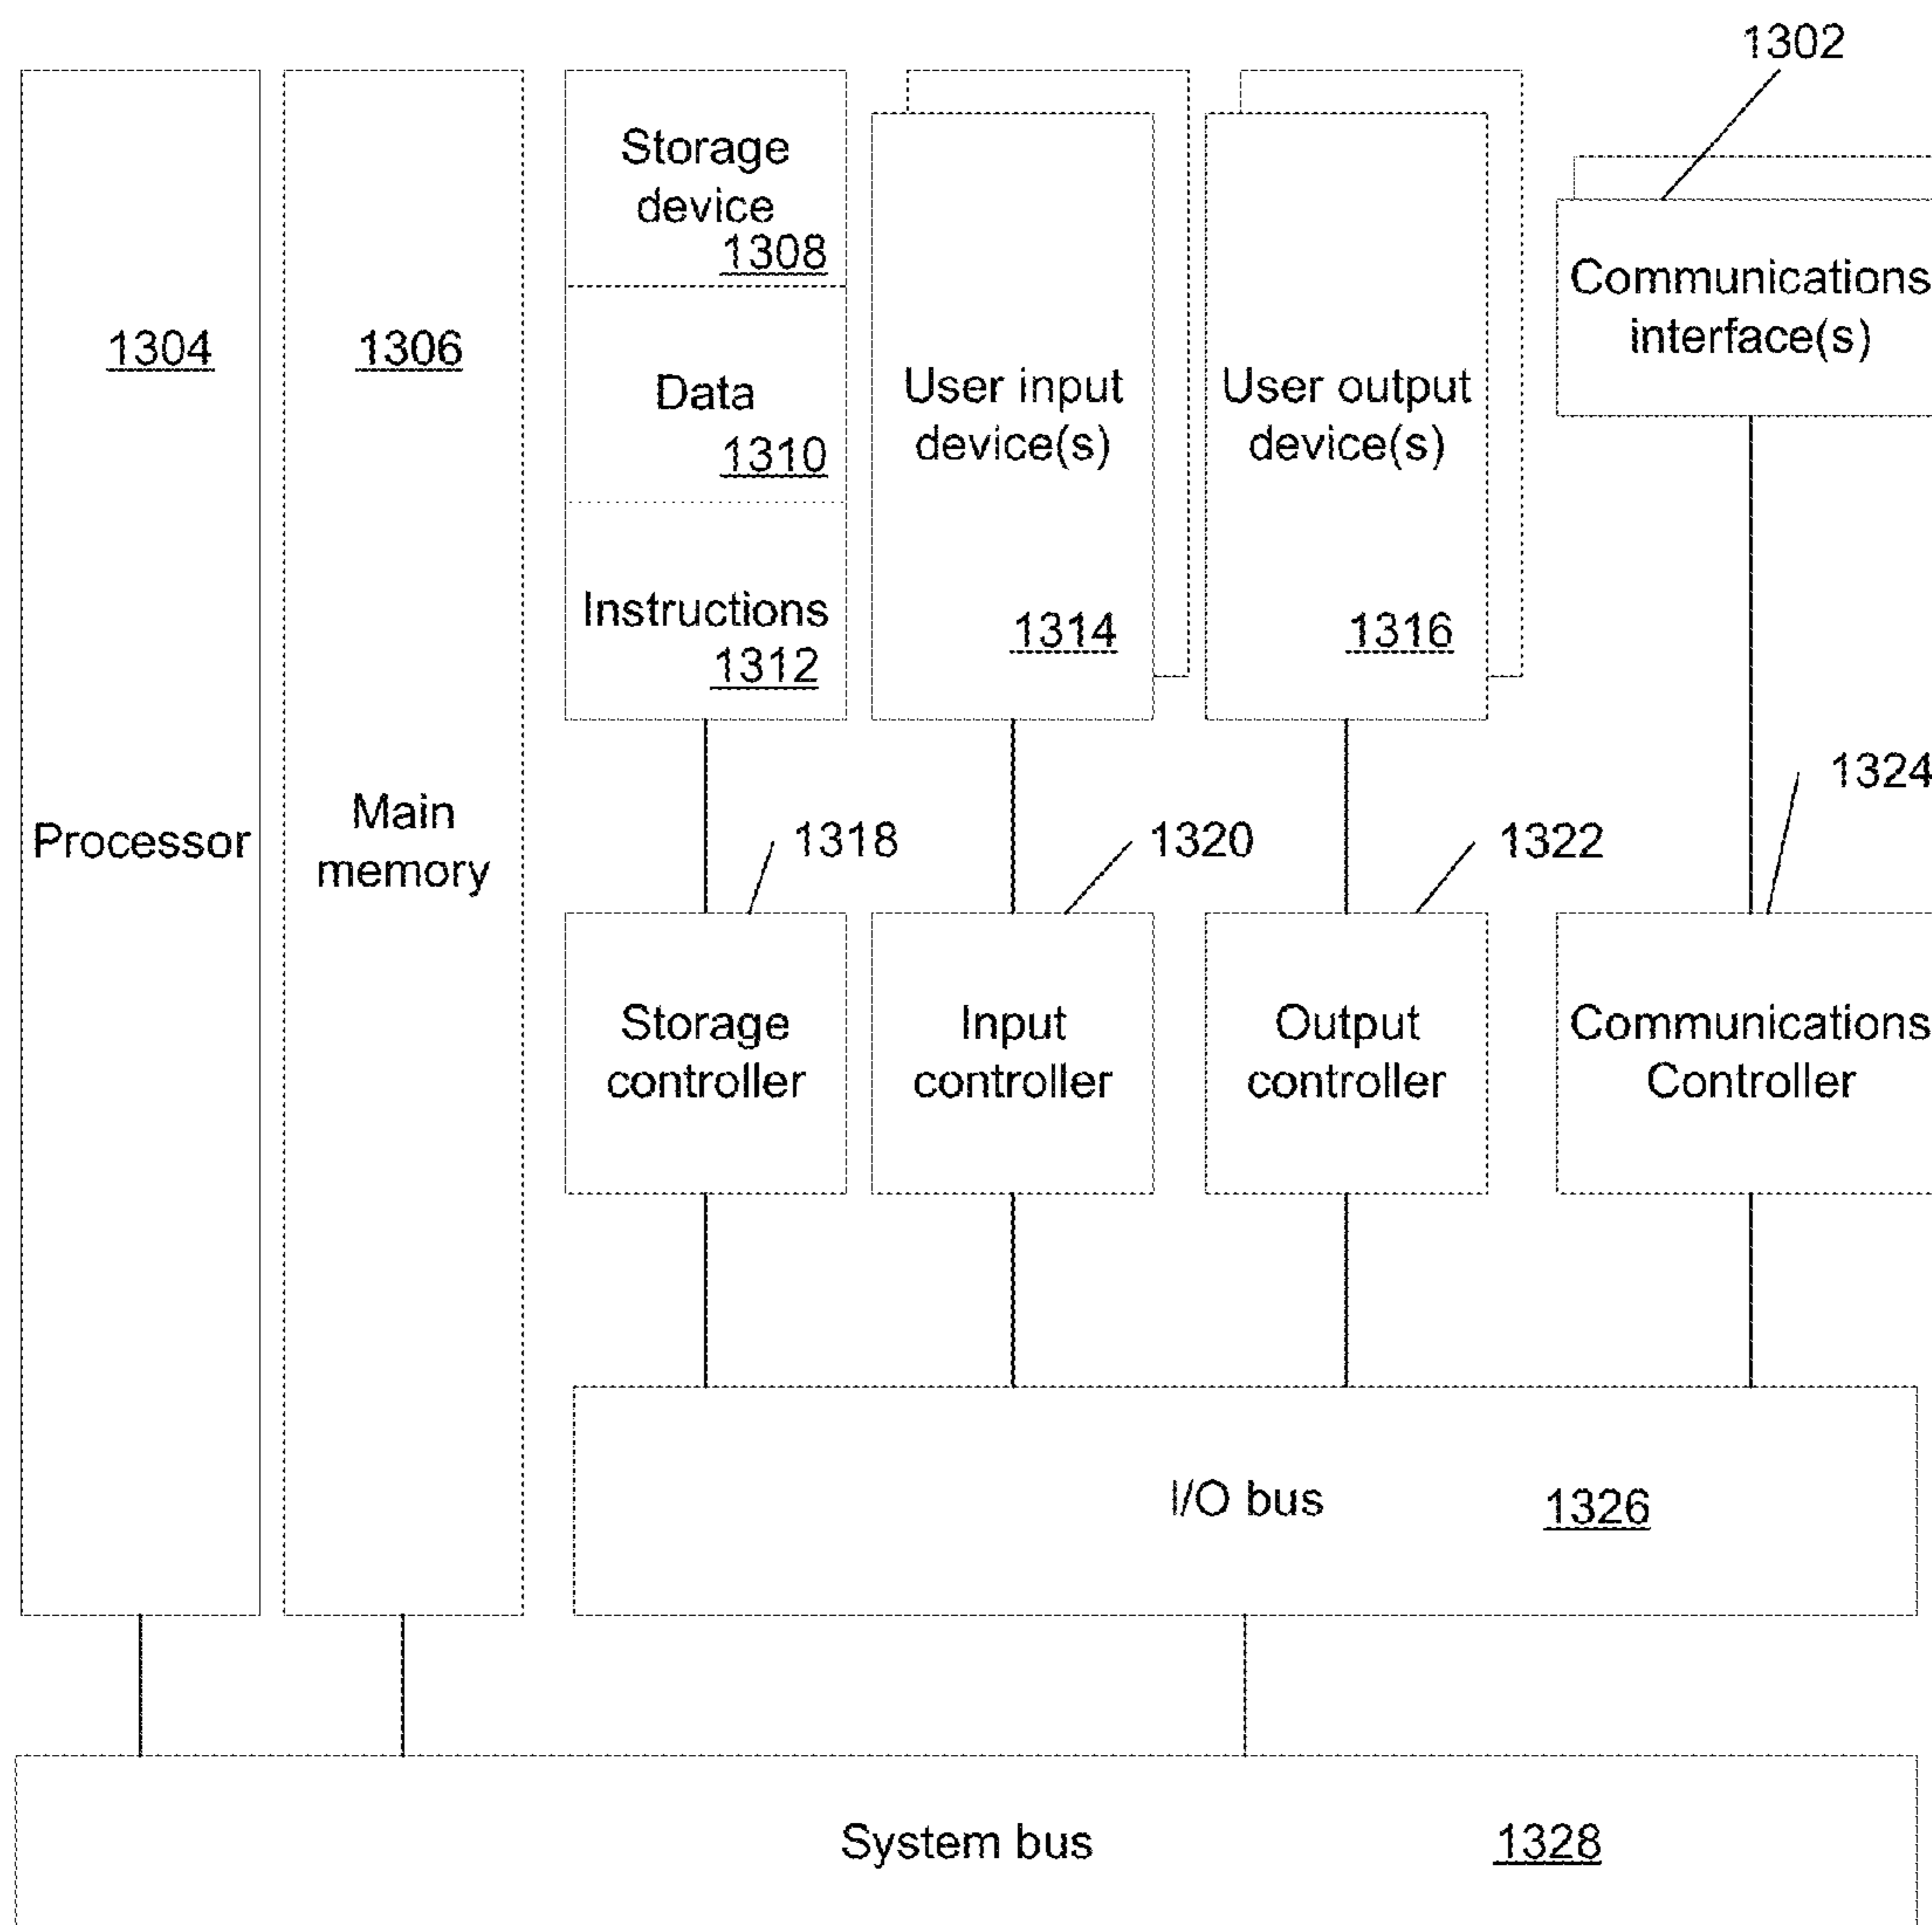 1302
Storage
device
1308
1304
1306
Data
1310
User input
device(s)
User output
device(s)
Communications
interface(s)
Instructions
1312
1314
1316
1324
Processor
Main
memory
1318
1320
1322
Storage
controller
Input
controller
Output
controller
Communications
Controller
I/O bus
1326
System bus
1328